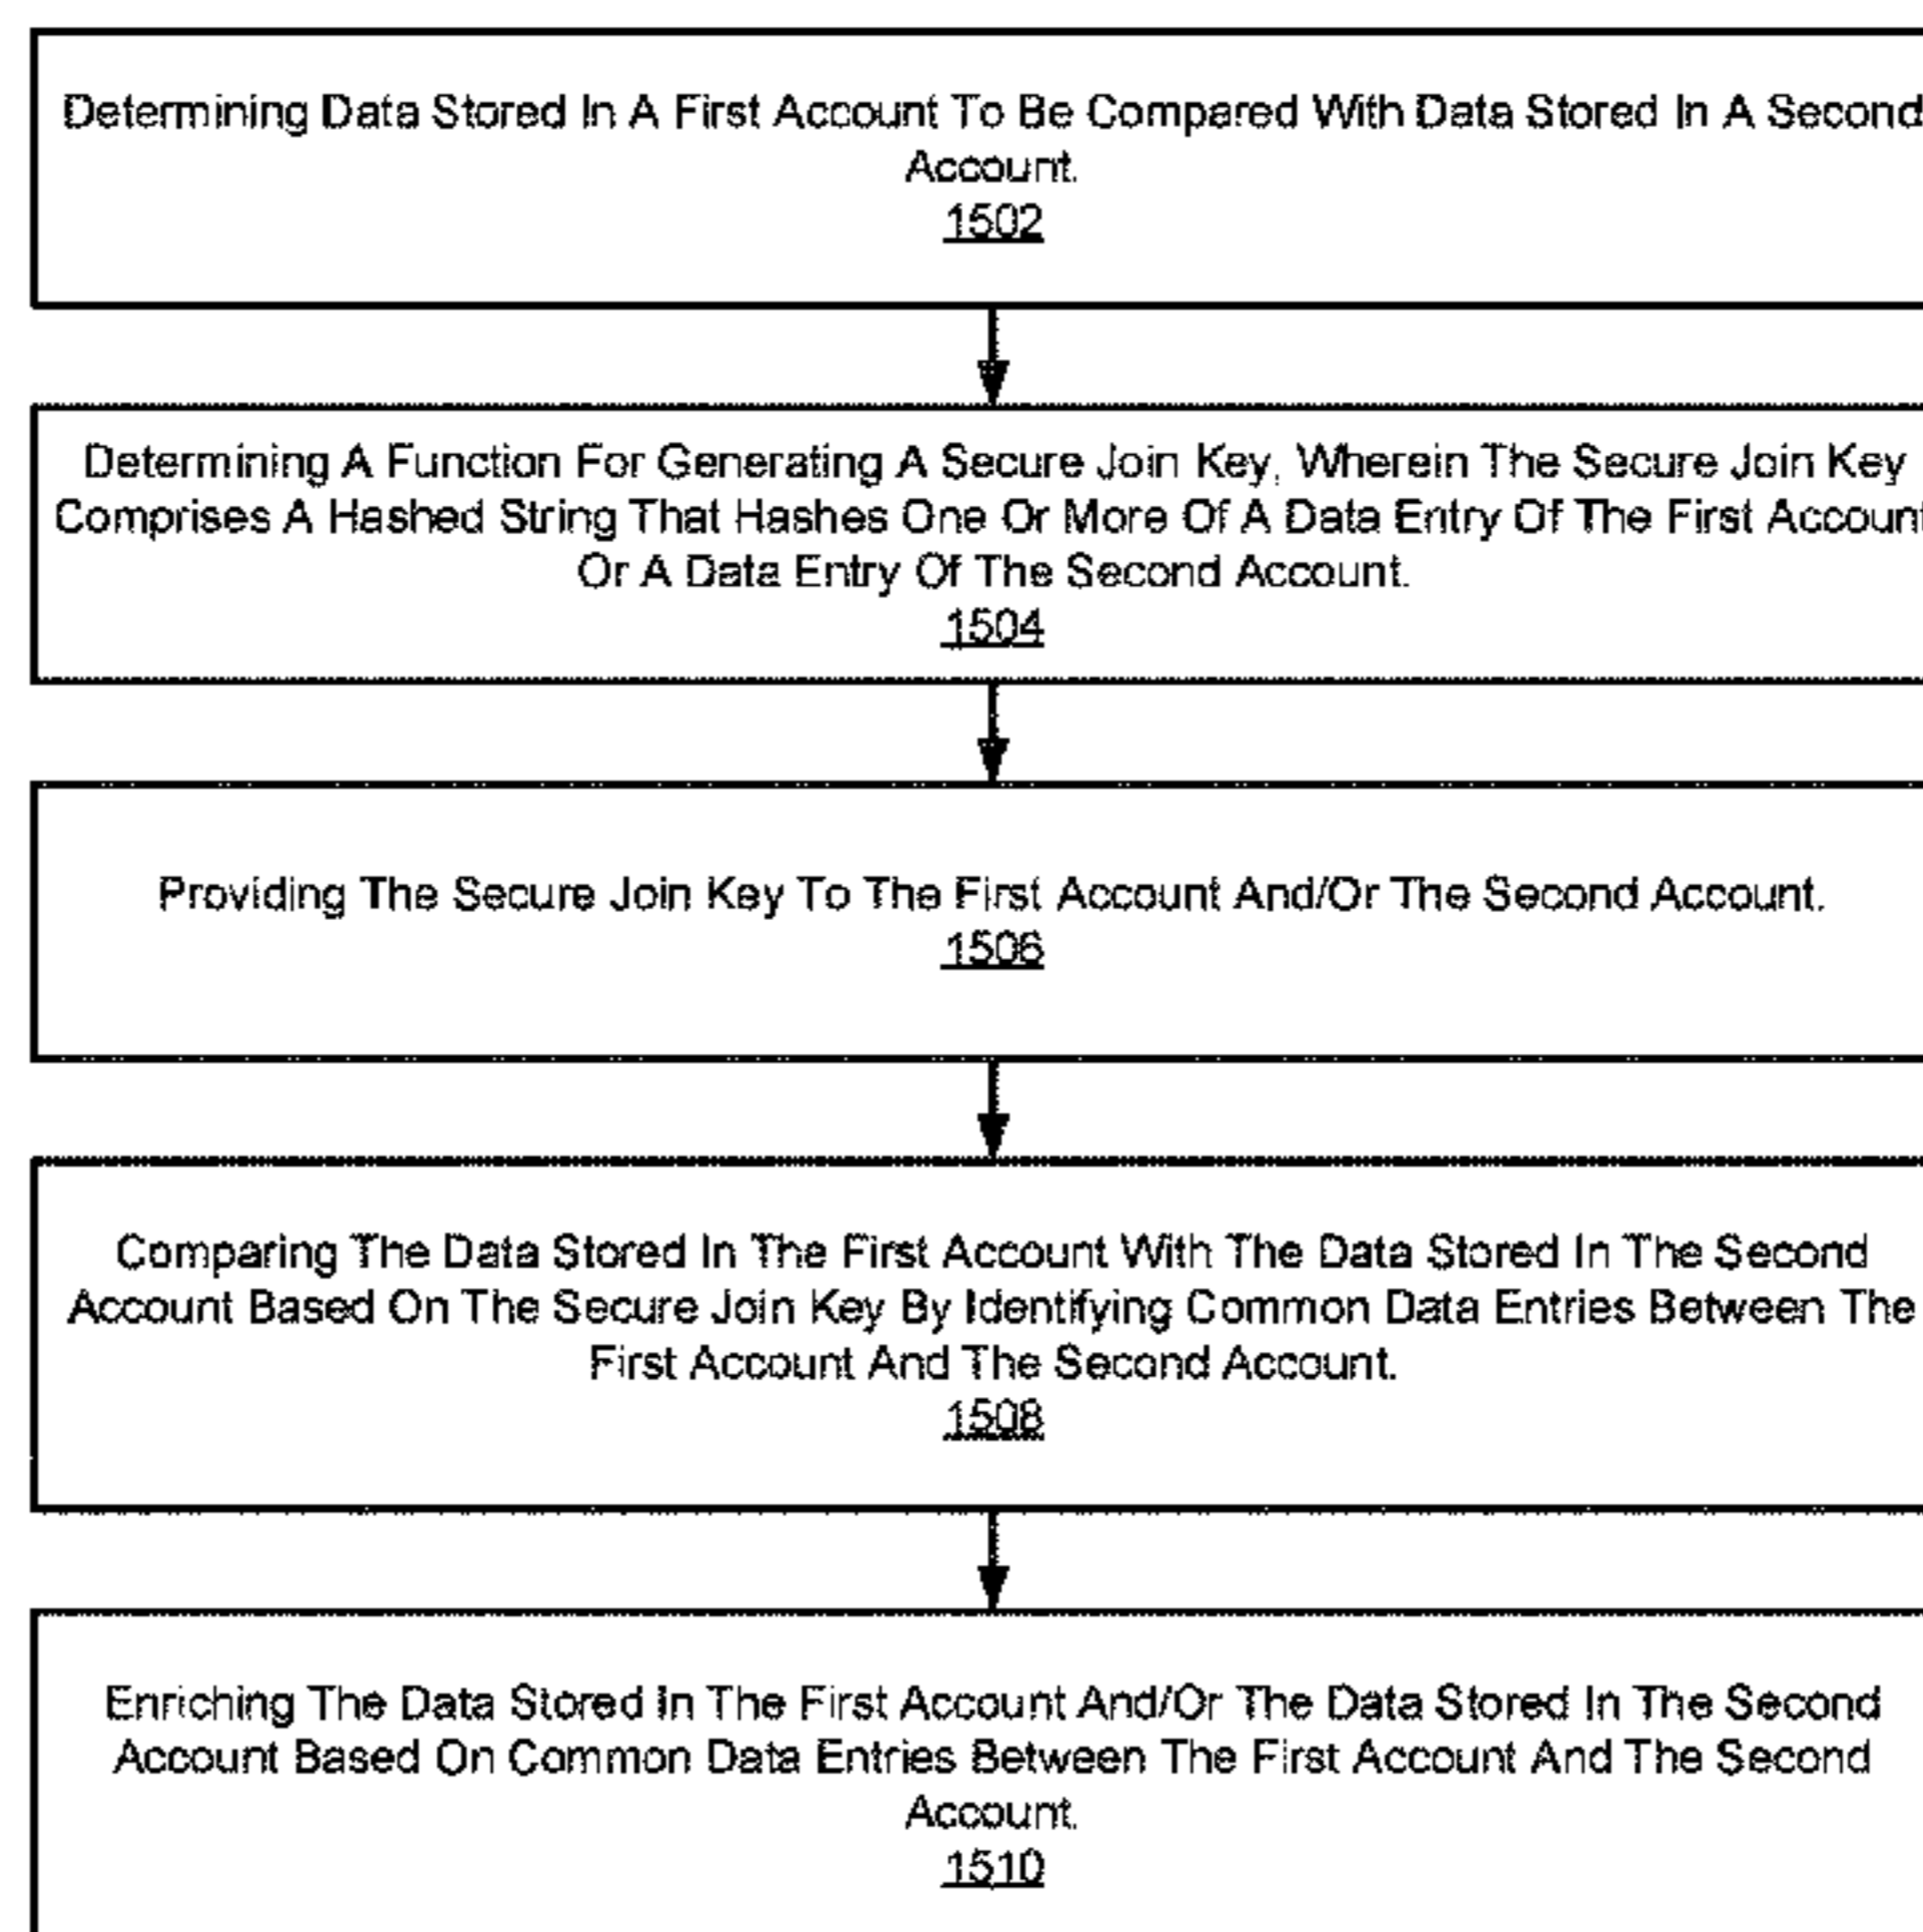 Determining Data Stored In A First Account To Be Compared With Data Stored In A Second
Account.
1502
Determining A Function For Generating A Secure Join Key, Wherein The Secure Join Key
Comprises A Hashed String That Hashes One Or More Of A Data Entry Of The First Account
Or A Data Entry Of The Second Account.
1504
Providing The Secure Join Key To The First Account And/Or The Second Account.
1506
Comparing The Data Stored In The First Account With The Data Stored In The Second
Account Based On The Secure Join Key By Identifying Common Data Entries Between The
First Account And The Second Account.
1508
Enriching The Data Stored In The First Account And/Or The Data Stored In The Second
Account Based On Common Data Entries Between The First Account And The Second
Account.
1510